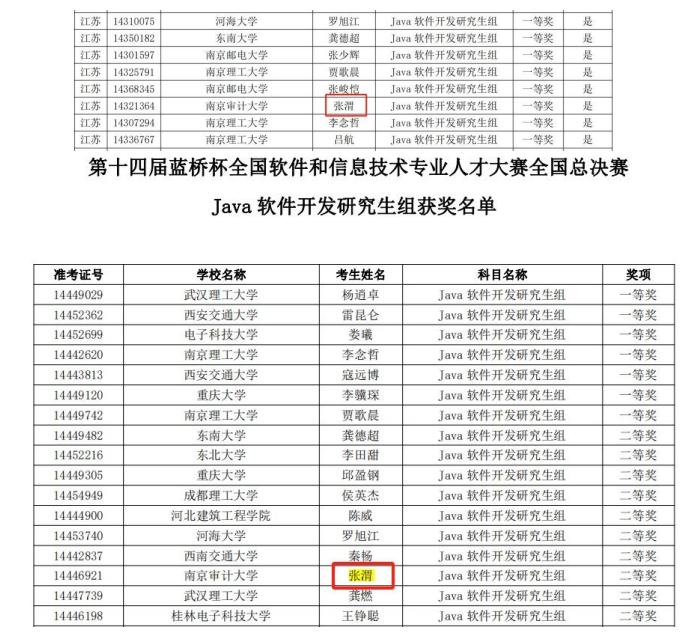 江苏 14310075 河海大学 罗旭江 Java 软件开发研究生组 一等奖 是
江苏 14350182 东南大学 龚德超 Java 软件开发研究生组 一等奖 是
江苏 14301597 南京邮电大学 张少辉 Java 软件开发研究生组 一等奖 是
江苏 14325791 南京理工大学 贾歌晨 Java 软件开发研究生组 一等奖 是
江苏 14368345 南京邮电大学 张峻恺 Java 软件开发研究生组 一等奖 是
江苏 14321364 南京审计大学 张渭 Java 软件开发研究生组 一等奖 是
江苏 14307294 南京理工大学 李念哲 Java 软件开发研究生组 一等奖 是
江苏 14336767 南京理工大学 吕航 Java 软件开发研究生组 一等奖 是
第十四届蓝桥杯全国软件和信息技术专业人才大赛全国总决赛
Java 软件开发研究生组获奖名单
准考证号 学校名称 考生姓名 科目名称 奖项
14449029 武汉理工大学 杨逍卓 Java 软件开发研究生组 一等奖
14452362 西安交通大学 雷昆仑 Java 软件开发研究生组 一等奖
14452699 电子科技大学 娄曦 Java 软件开发研究生组 一等奖
14442620 南京理工大学 李念哲 Java 软件开发研究生组 一等奖
14443813 西安交通大学 寇远博 Java 软件开发研究生组 一等奖
14449120 重庆大学 李骥琛 Java 软件开发研究生组 一等奖
14449742 南京理工大学 贾歌晨 Java 软件开发研究生组 一等奖
14449482 东南大学 龚德超 Java 软件开发研究生组 二等奖
14452216 东北大学 李田甜 Java 软件开发研究生组 二等奖
14449305 重庆大学 邱盈钢 Java 软件开发研究生组 二等奖
14454949 成都理工大学 侯英杰 Java 软件开发研究生组 二等奖
14444900 河北建筑工程学院 陈威 Java 软件开发研究生组 二等奖
14453740 河海大学 罗旭江 Java 软件开发研究生组 二等奖
14442837 西南交通大学 秦杨 Java 软件开发研究生组 二等奖
14446921 南京审计大学 张渭 Java 软件开发研究生组 二等奖
14447739 武汉理工大学 龚燃 Java 软件开发研究生组 二等奖
14446198 桂林电子科技大学 王铮聪 Java 软件开发研究生组 二等奖